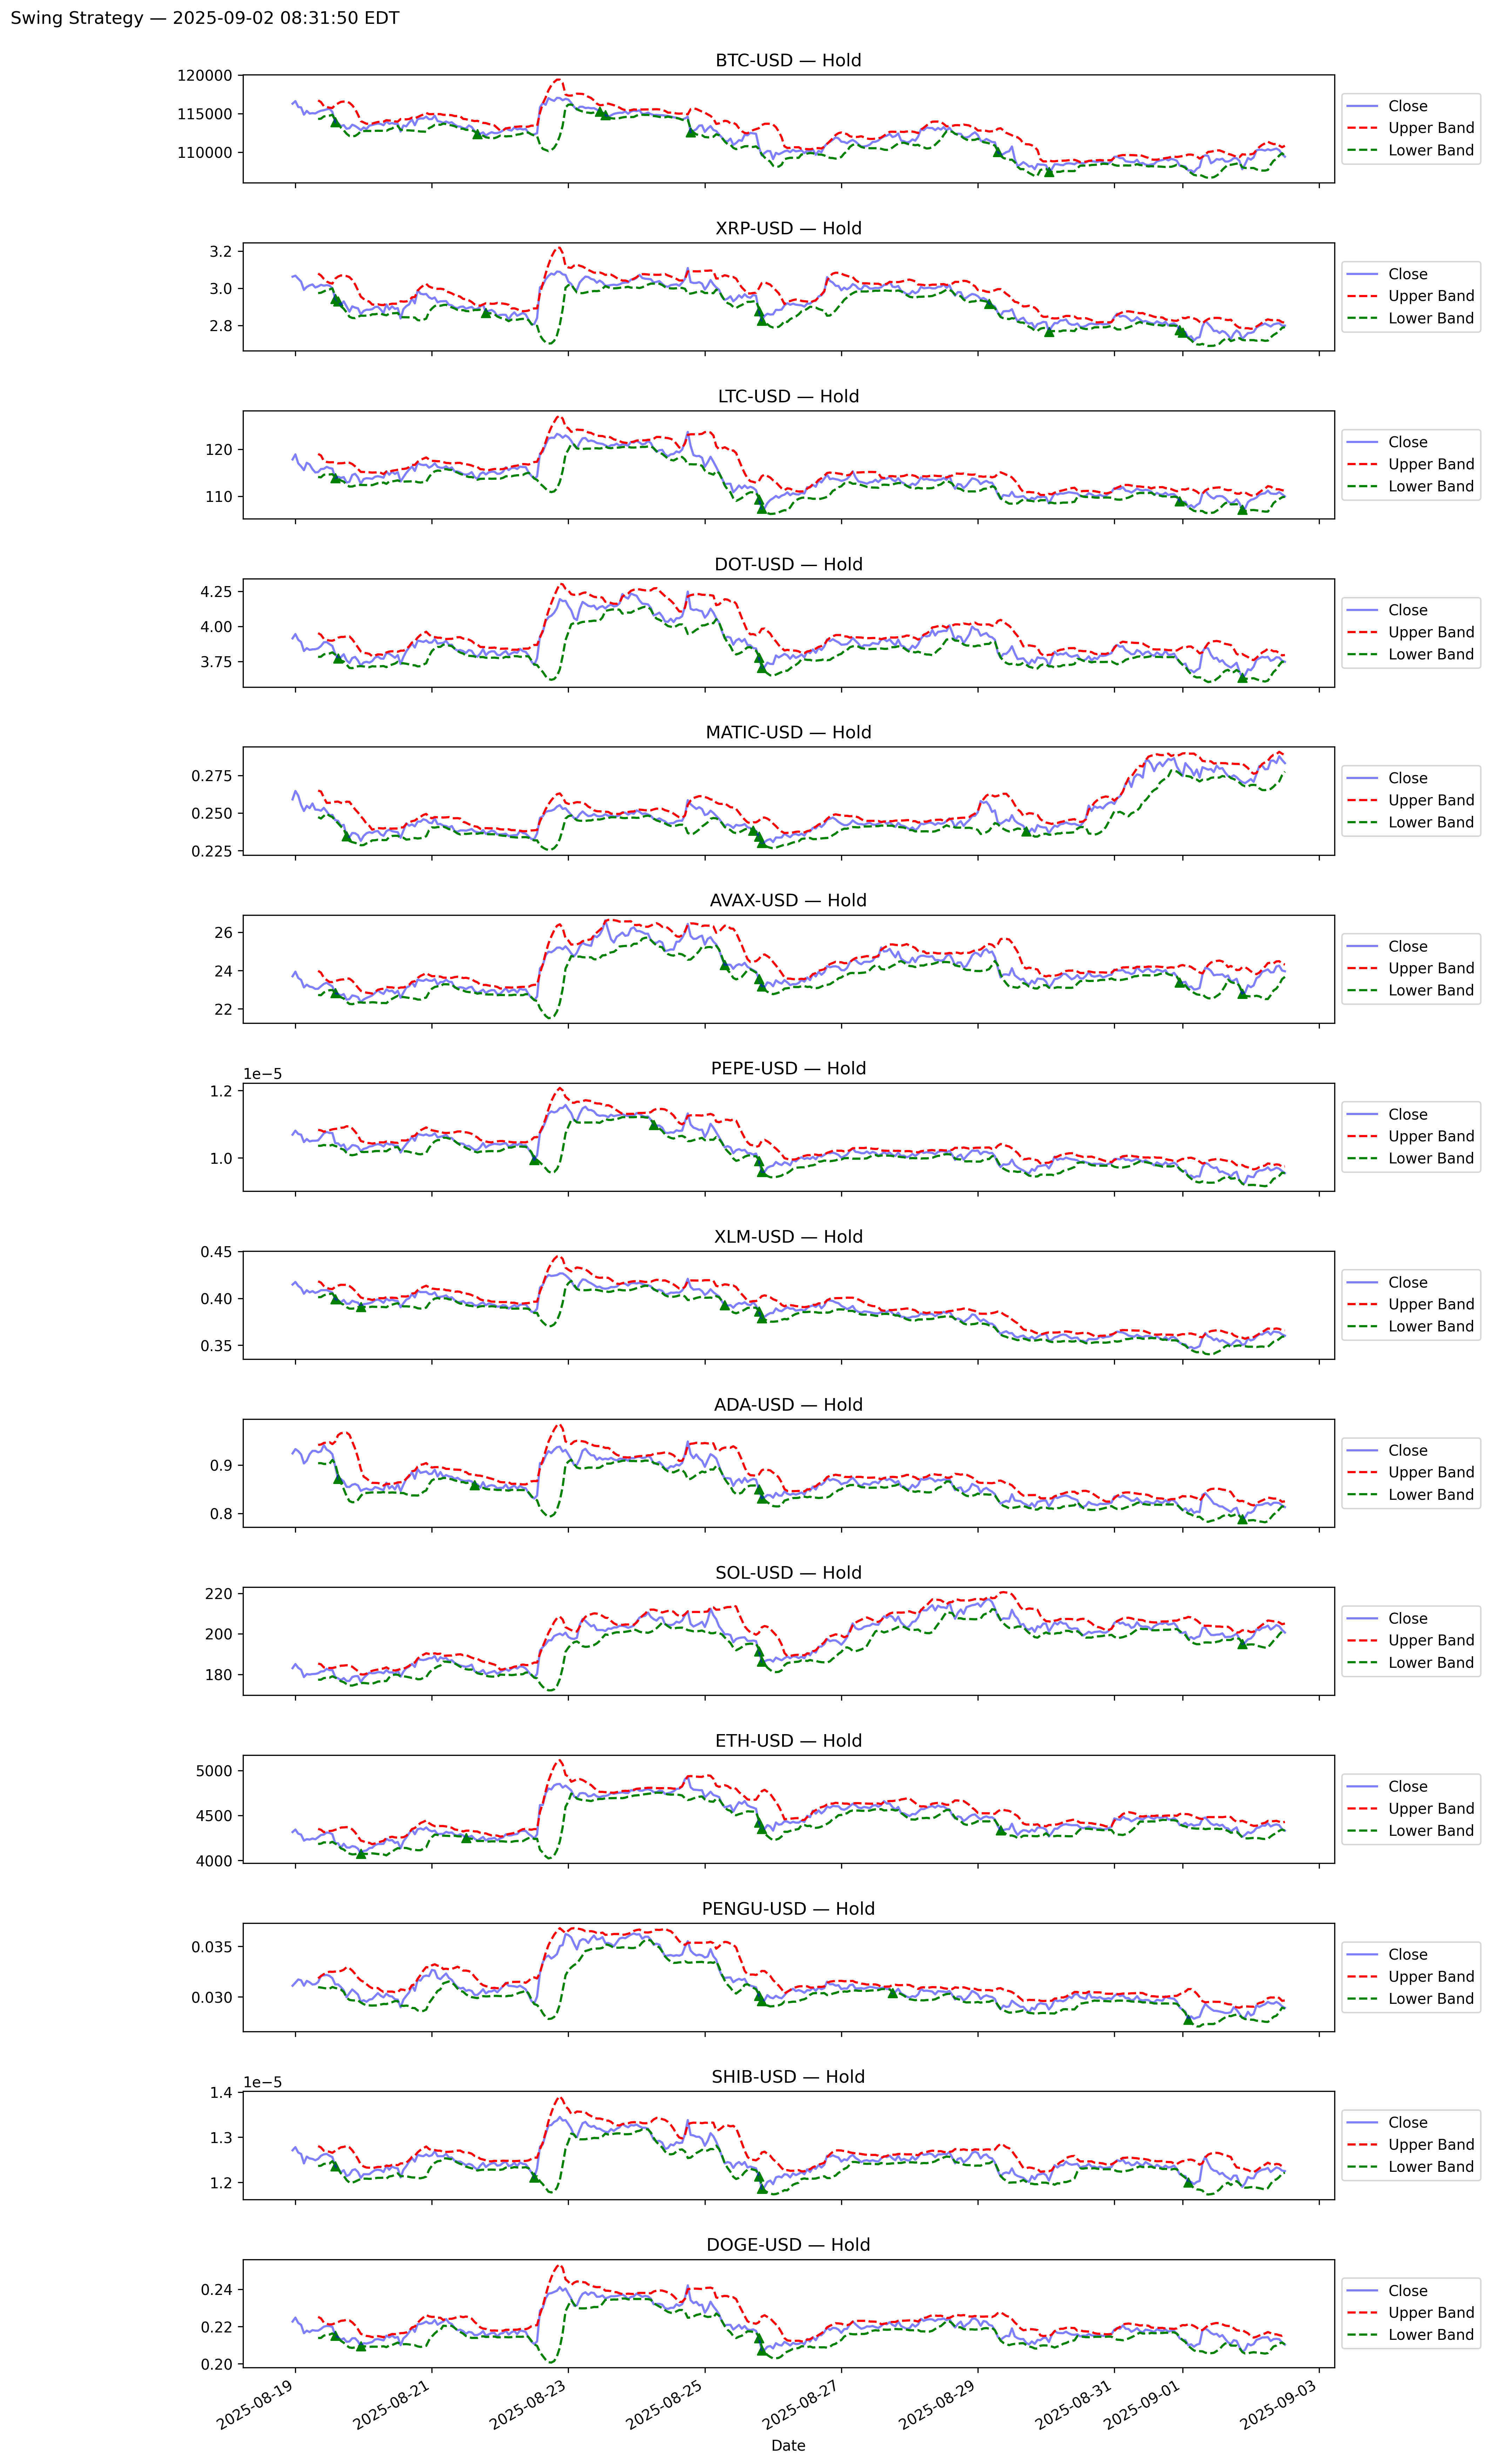 Swing Strategy — 2025-09-02 08:31:50 EDT
BTC-USD — Hold
120000
115000
110000
Close
Upper Band
Lower Band
XRP-USD — Hold
3.2
3.0
2.8
Close
Upper Band
Lower Band
LTC-USD — Hold
120
110
Close
Upper Band
Lower Band
DOT-USD — Hold
4.25
4.00
3.75
Close
Upper Band
Lower Band
MATIC-USD — Hold
0.275
0.250
0.225
Close
Upper Band
Lower Band
AVAX-USD — Hold
26
24
22
Close
Upper Band
Lower Band
PEPE-USD — Hold
1e−5
1.2
1.0
Close
Upper Band
Lower Band
XLM-USD — Hold
0.45
0.40
0.35
Close
Upper Band
Lower Band
ADA-USD — Hold
0.9
0.8
Close
Upper Band
Lower Band
SOL-USD — Hold
220
200
180
Close
Upper Band
Lower Band
ETH-USD — Hold
5000
4500
4000
Close
Upper Band
Lower Band
PENGU-USD — Hold
0.035
0.030
Close
Upper Band
Lower Band
SHIB-USD — Hold
1e−5
1.4
1.3
1.2
Close
Upper Band
Lower Band
DOGE-USD — Hold
0.24
0.22
0.20
Close
Upper Band
Lower Band
2025-08-19
2025-08-21
2025-08-23
2025-08-25
2025-08-27
2025-08-29
2025-08-31
2025-09-01
2025-09-03
Date